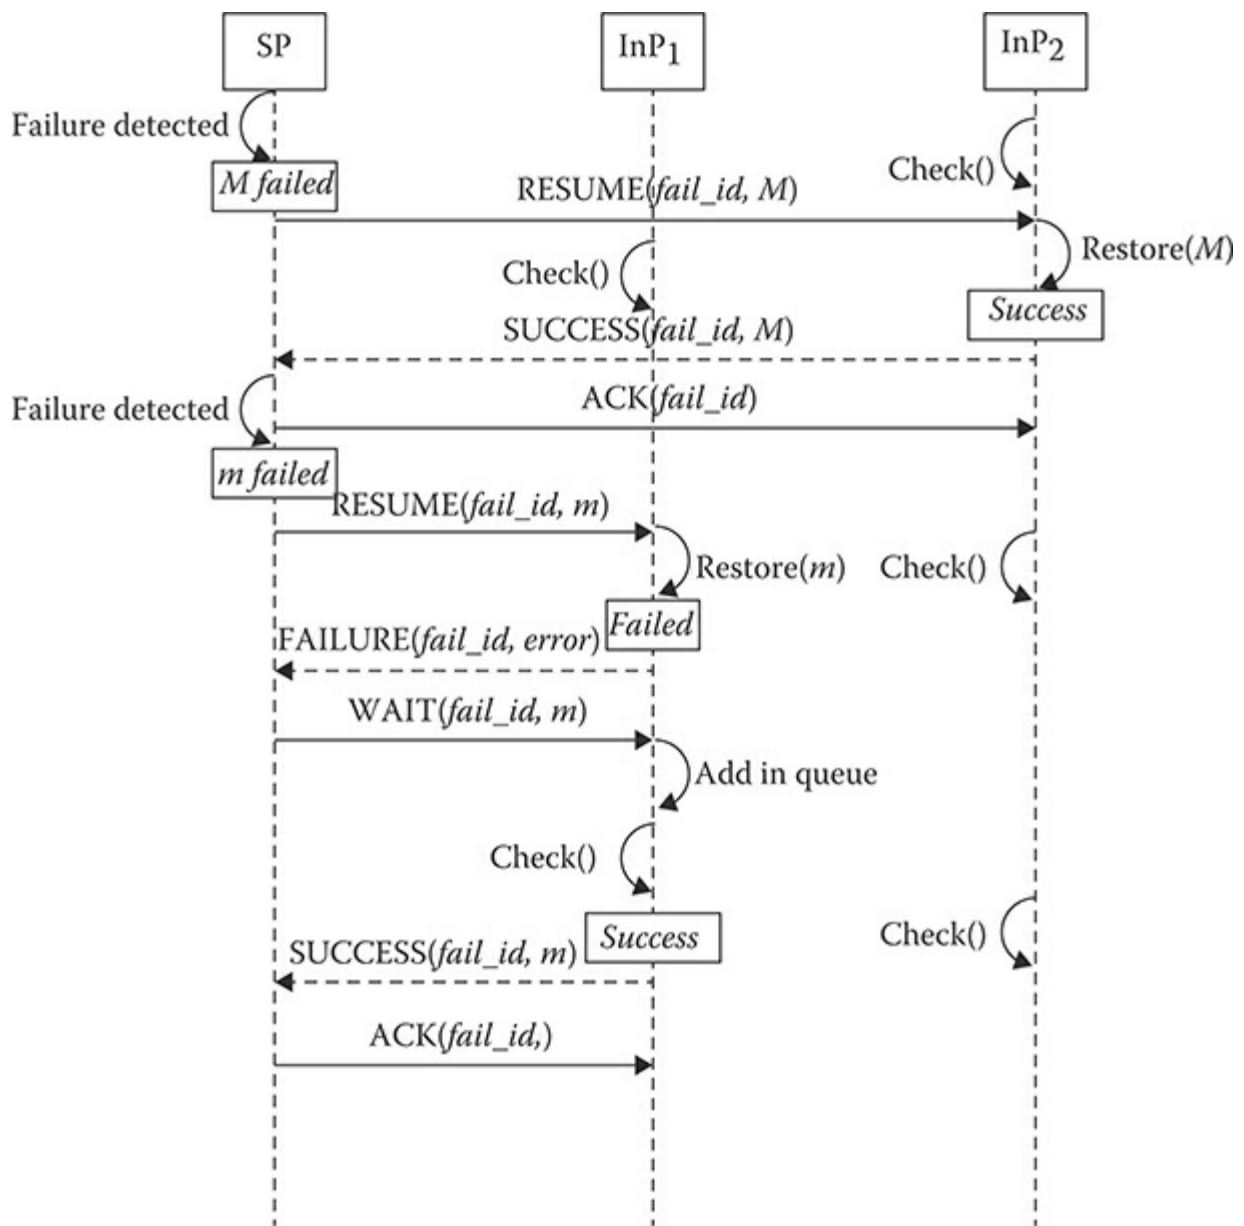 SP
InP1
InP2
Failure detected
Check()
M failed
RESUME(fail_id, M)
Restore(M)
Check()
Success
SUCCESS(fail_id, M)
ACK(fail_id)
Failure detected
m failed
RESUME(fail_id, m)
Restore(m)
Check()
Failed
FAILURE(fail_id, error)
WAIT(fail_id, m)
Add in queue
Check()
Success
Check()
SUCCESS(fail_id, m)
ACK(fail_id,)